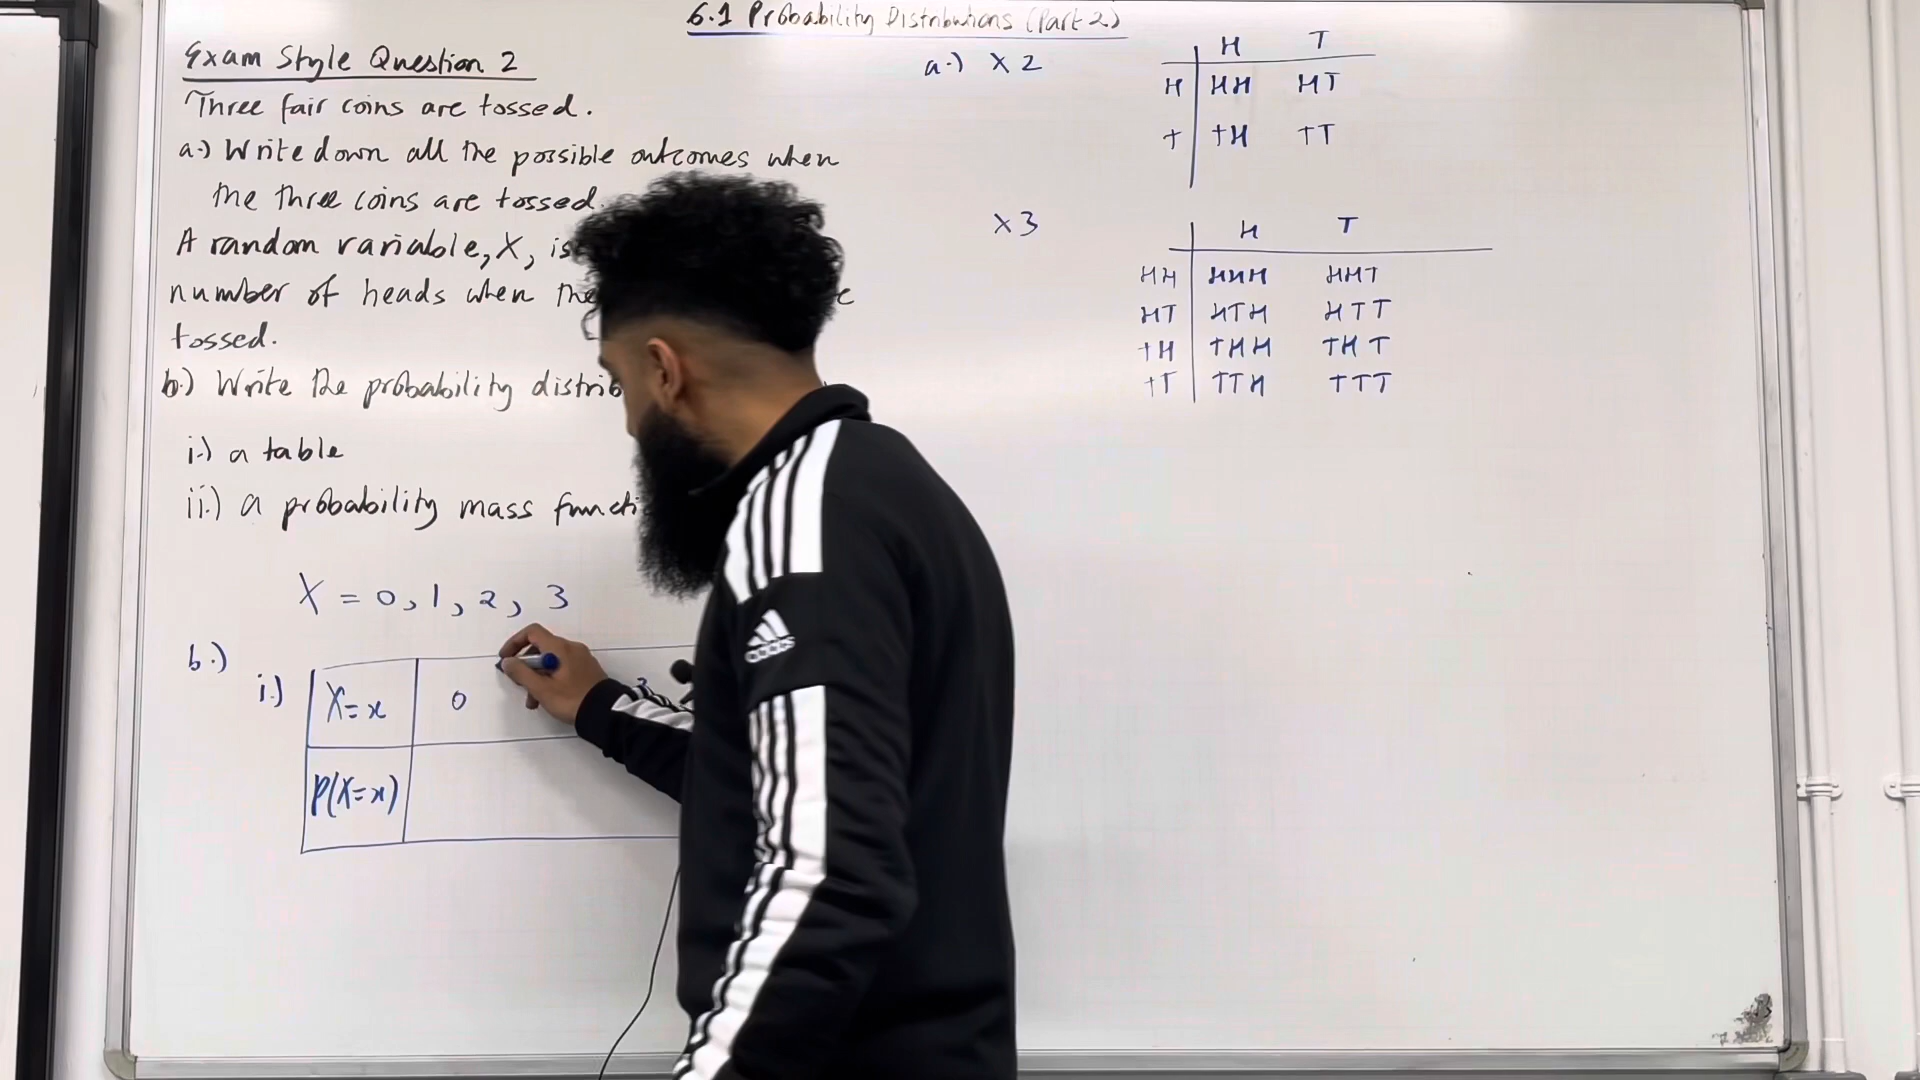 6.1 Probability Distributions (Part 2)
Exam Style Question 2
Three fair coins are tossed.
a.) Write down all the possible outcomes when
the three coins are tossed.
A random variable, X, is
number of heads when the
tossed.
b.) Write the probability distrib
i.) a table
ii.) a probability mass functi
X = 0, 1, 2, 3
b.)
i.) X=x 0
P(X=x)
a.) X 2
H T
H HH HT
T TH TT
X 3
H T
HH HHH HHT
HT HTH HTT
TH THH THT
TT TTH TTT
adidas